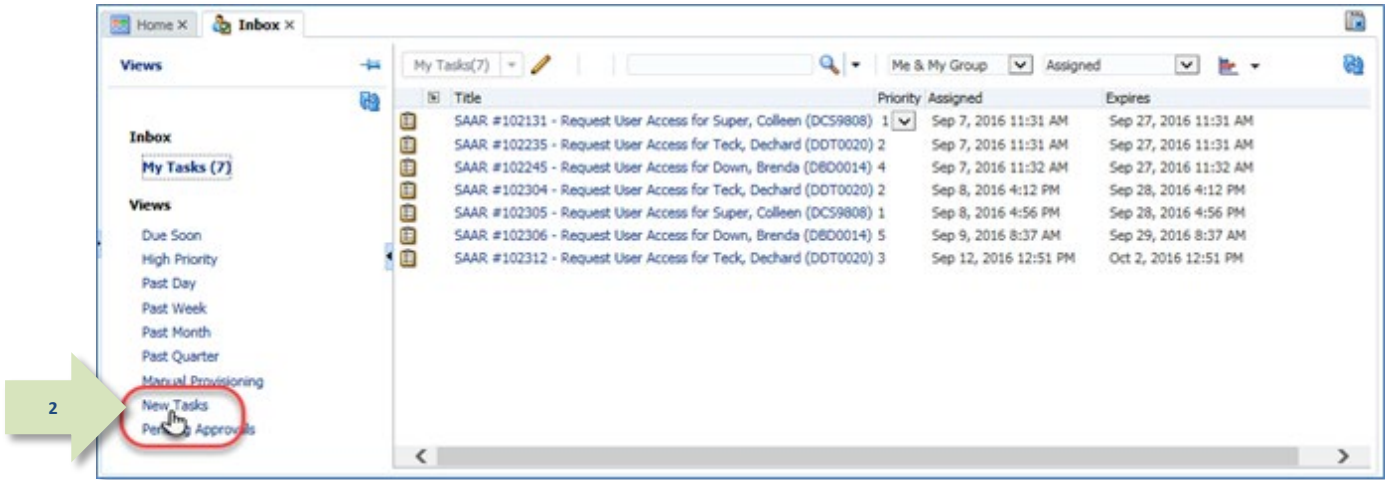 Home X Inbox X
Views
Inbox
My Tasks (7)
Views
Due Soon
High Priority
Past Day
Past Week
Past Month
Past Quarter
Manual Provisioning
New Tasks
Approvals
2
My Tasks(7) Me & My Group Assigned
Title Priority Assigned Expires
SAAR #102131 - Request User Access for Super, Colleen (DCS9808) 1 Sep 7, 2016 11:31 AM Sep 27, 2016 11:31 AM
SAAR #102235 - Request User Access for Teck, Dechard (DDT0020) 2 Sep 7, 2016 11:31 AM Sep 27, 2016 11:31 AM
SAAR #102245 - Request User Access for Down, Brenda (DBD0014) 4 Sep 7, 2016 11:32 AM Sep 27, 2016 11:32 AM
SAAR #102304 - Request User Access for Teck, Dechard (DDT0020) 2 Sep 8, 2016 4:12 PM Sep 28, 2016 4:12 PM
SAAR #102305 - Request User Access for Super, Colleen (DCS9808) 1 Sep 8, 2016 4:56 PM Sep 28, 2016 4:56 PM
SAAR #102306 - Request User Access for Down, Brenda (DBD0014) 5 Sep 9, 2016 8:37 AM Sep 29, 2016 8:37 AM
SAAR #102312 - Request User Access for Teck, Dechard (DDT0020) 3 Sep 12, 2016 12:51 PM Oct 2, 2016 12:51 PM